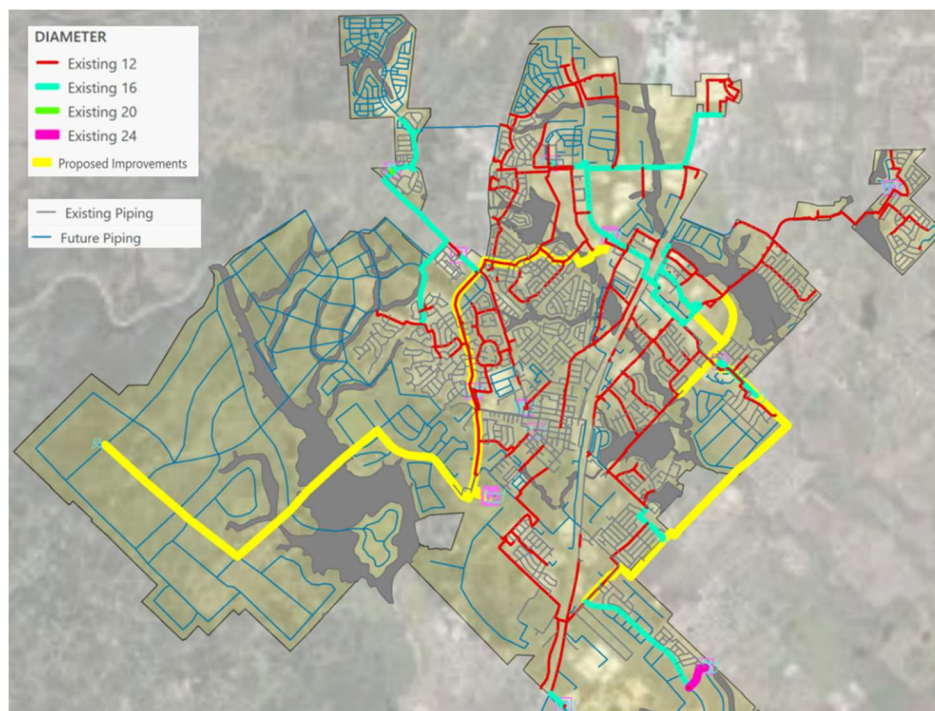 DIAMETER
Existing 12
Existing 16
Existing 20
Existing 24
Proposed Improvements
Existing Piping
Future Piping